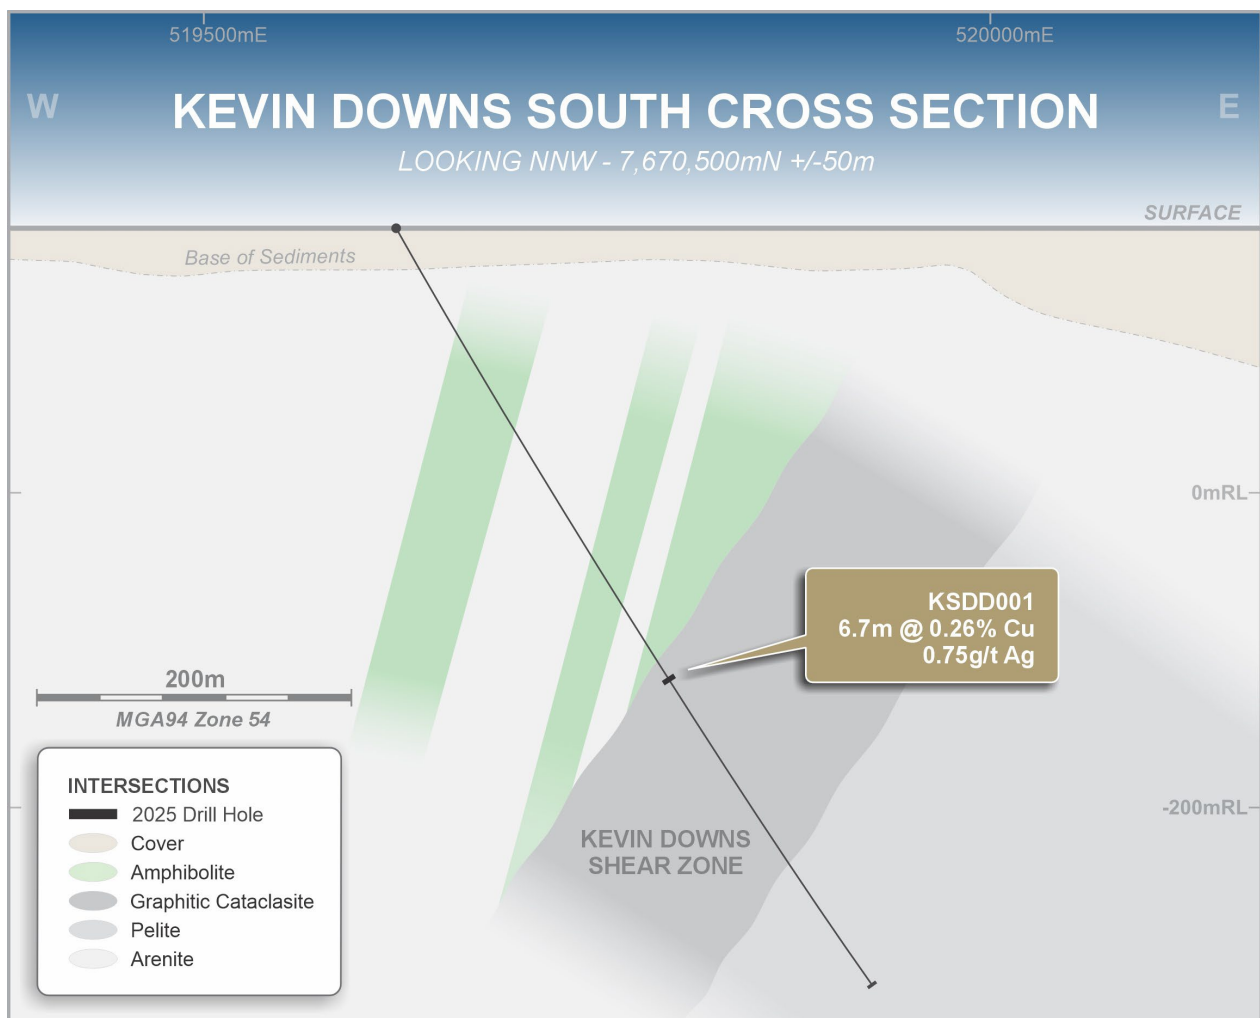 519500mE
520000mE
W
KEVIN DOWNS SOUTH CROSS SECTION
E
LOOKING NNW - 7,670,500mN +/-50m
SURFACE
Base of Sediments
0mRL
KSDD001
6.7m @ 0.26% Cu
0.75g/t Ag
200m
MGA94 Zone 54
INTERSECTIONS
2025 Drill Hole
Cover
Amphibolite
Graphitic Cataclasite
Pelite
Arenite
-200mRL
KEVIN DOWNS
SHEAR ZONE